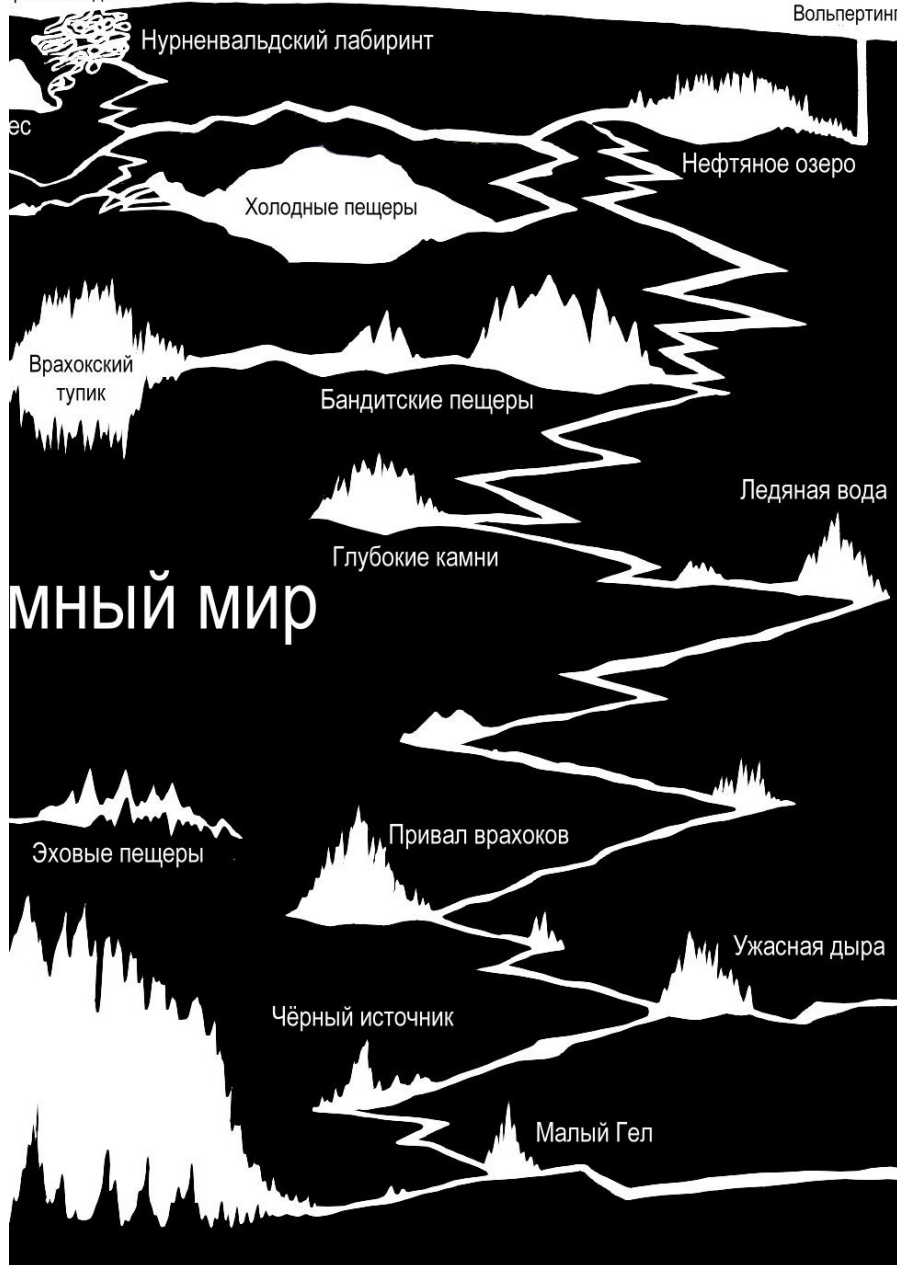 Вольпертинг
Нурненвальдский лабиринт
ес
Нефтяное озеро
Холодные пещеры
Врахокский
тупик
Бандитские пещеры
Ледяная вода
Глубокие камни
мный мир
Привал врахоков
Эховые пещеры
Ужасная дыра
Чёрный источник
Малый Гел